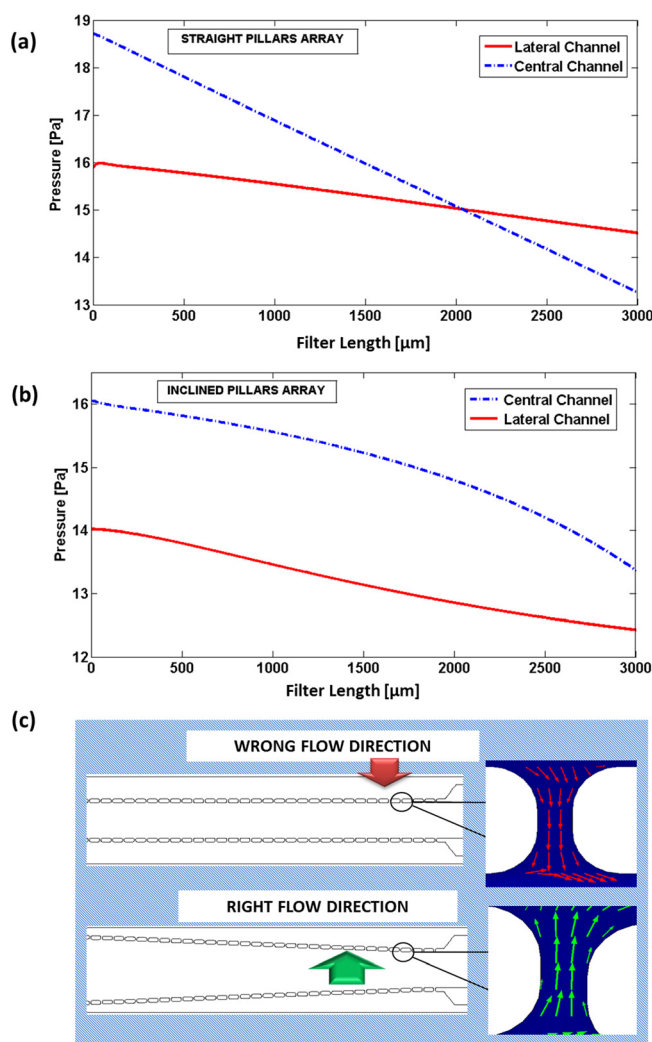 (a)
STRAIGHT PILLARS ARRAY
Lateral Channel
Central Channel
Pressure [Pa]
19
18
17
16
15
14
13
0
500
1000
1500
2000
2500
3000
Filter Length [μm]
(b)
INCLINED PILLARS ARRAY
Central Channel
Lateral Channel
Pressure [Pa]
16
15
14
13
12
0
500
1000
1500
2000
2500
3000
Filter Length [μm]
(c)
WRONG FLOW DIRECTION
RIGHT FLOW DIRECTION